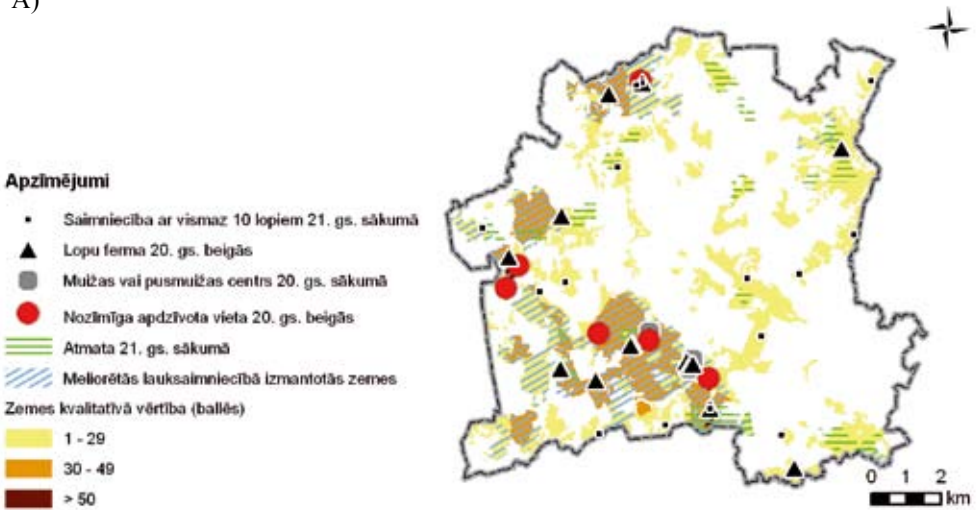 A)
Apzīmējumi
Saimniecība ar vismaz 10 lopiem 21. gs. sākumā
Lopu ferma 20. gs. beigās
Muižas vai pusmuižas centrs 20. gs. sākumā
Nozīmīga apdzīvota vieta 20. gs. beigās
Atmata 21. gs. sākumā
Meliorētās lauksaimniecībā izmantotās zemes
Zemes kvalitatīvā vērtība (ballēs)
1 - 29
30 - 49
> 50
0 1 2
km